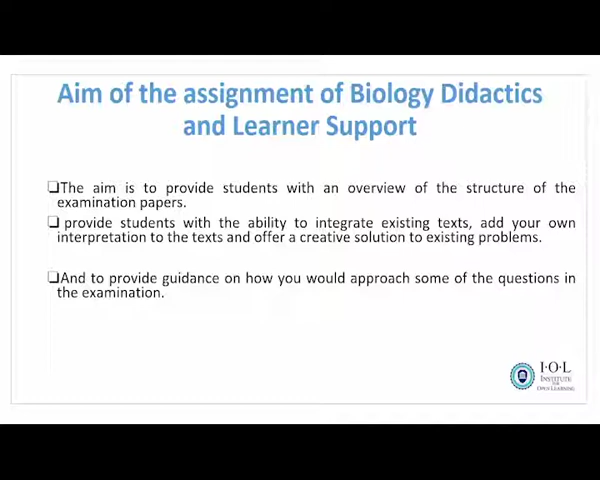 Aim of the assignment of Biology Didactics
and Learner Support
❑The aim is to provide students with an overview of the structure of the
examination papers.
❑ provide students with the ability to integrate existing texts, add your own
interpretation to the texts and offer a creative solution to existing problems.
❑And to provide guidance on how you would approach some of the questions in
the examination.
I·O·L
INSTITUTE
FOR
OPEN LEARNING